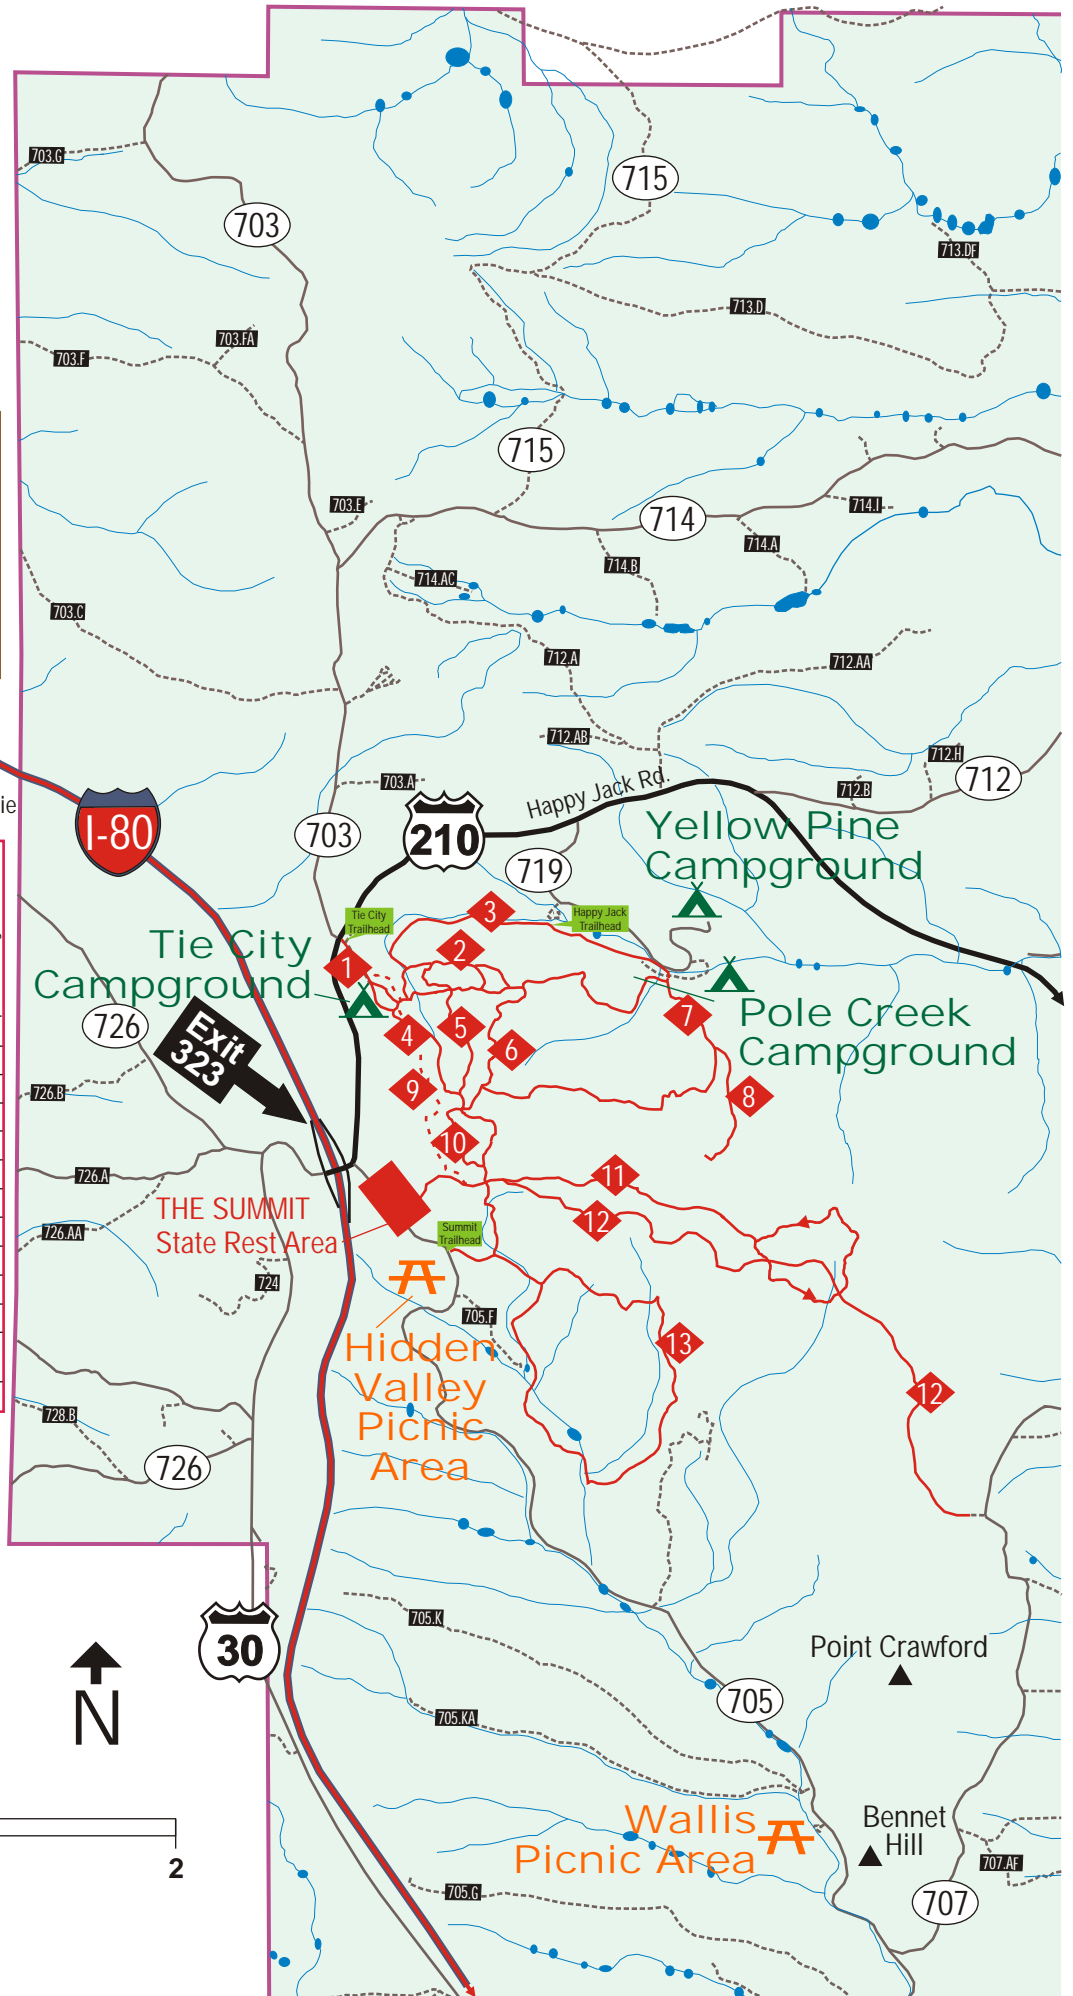 703.G
715
703
713.DF
713.D
703.FA
703.F
715
703.E
714.I
714
714.A
714.B
714.AC
703.C
712.A
712.AA
712.AB
712.H
712
703.A
712.B
ie
I-80
703
210
Happy Jack Rd.
Yellow Pine
Campground
719
3
Tie City
Trailhead
Happy Jack
Trailhead
2
Tie City
Campground
1
726
Pole Creek
Campground
7
4
5
6
Exit
323
726.B
9
8
10
726.A
11
THE SUMMIT
State Rest Area
12
726.AA
Summit
Trailhead
724
705.F
Hidden
Valley
Picnic
Area
13
12
728.B
726
30
705.K
Point Crawford
N
705.KA
705
Wallis
Picnic Area
Bennet
Hill
2
707.AF
705.G
707